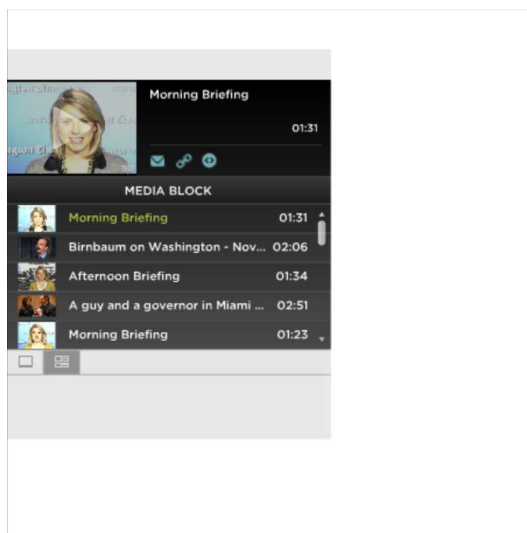 Morning Briefing
01:31
MEDIA BLOCK
Morning Briefing 01:31
Birnbaum on Washington - Nov... 02:06
Afternoon Briefing 01:34
A guy and a governor in Miami ... 02:51
Morning Briefing 01:23